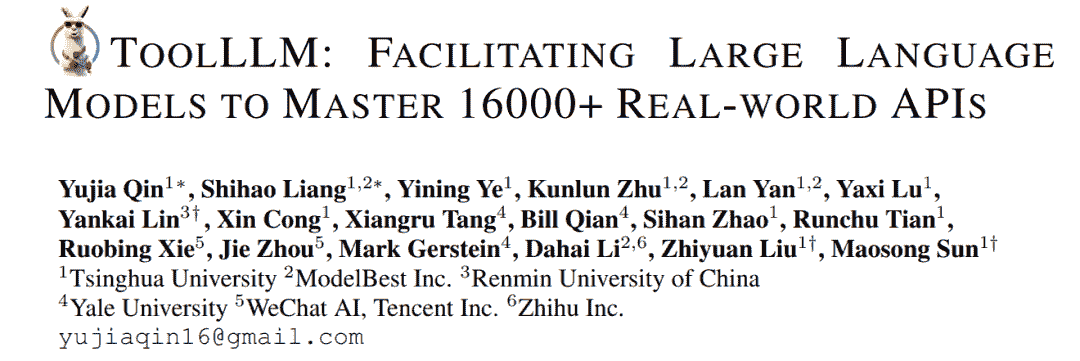 TOOLLLM: FACILITATING LARGE LANGUAGE
MODELS TO MASTER 16000+ REAL-WORLD APIS
Yujia Qin¹*, Shihao Liang¹,²*, Yining Ye¹, Kunlun Zhu¹,², Lan Yan¹,², Yaxi Lu¹,
Yankai Lin³†, Xin Cong¹, Xiangru Tang⁴, Bill Qian⁴, Sihan Zhao¹, Runchu Tian¹,
Ruobing Xie⁵, Jie Zhou⁵, Mark Gerstein⁴, Dahai Li²,⁶, Zhiyuan Liu¹†, Maosong Sun¹†
¹Tsinghua University ²ModelBest Inc. ³Renmin University of China
⁴Yale University ⁵WeChat AI, Tencent Inc. ⁶Zhihu Inc.
yujiaqin16@gmail.com